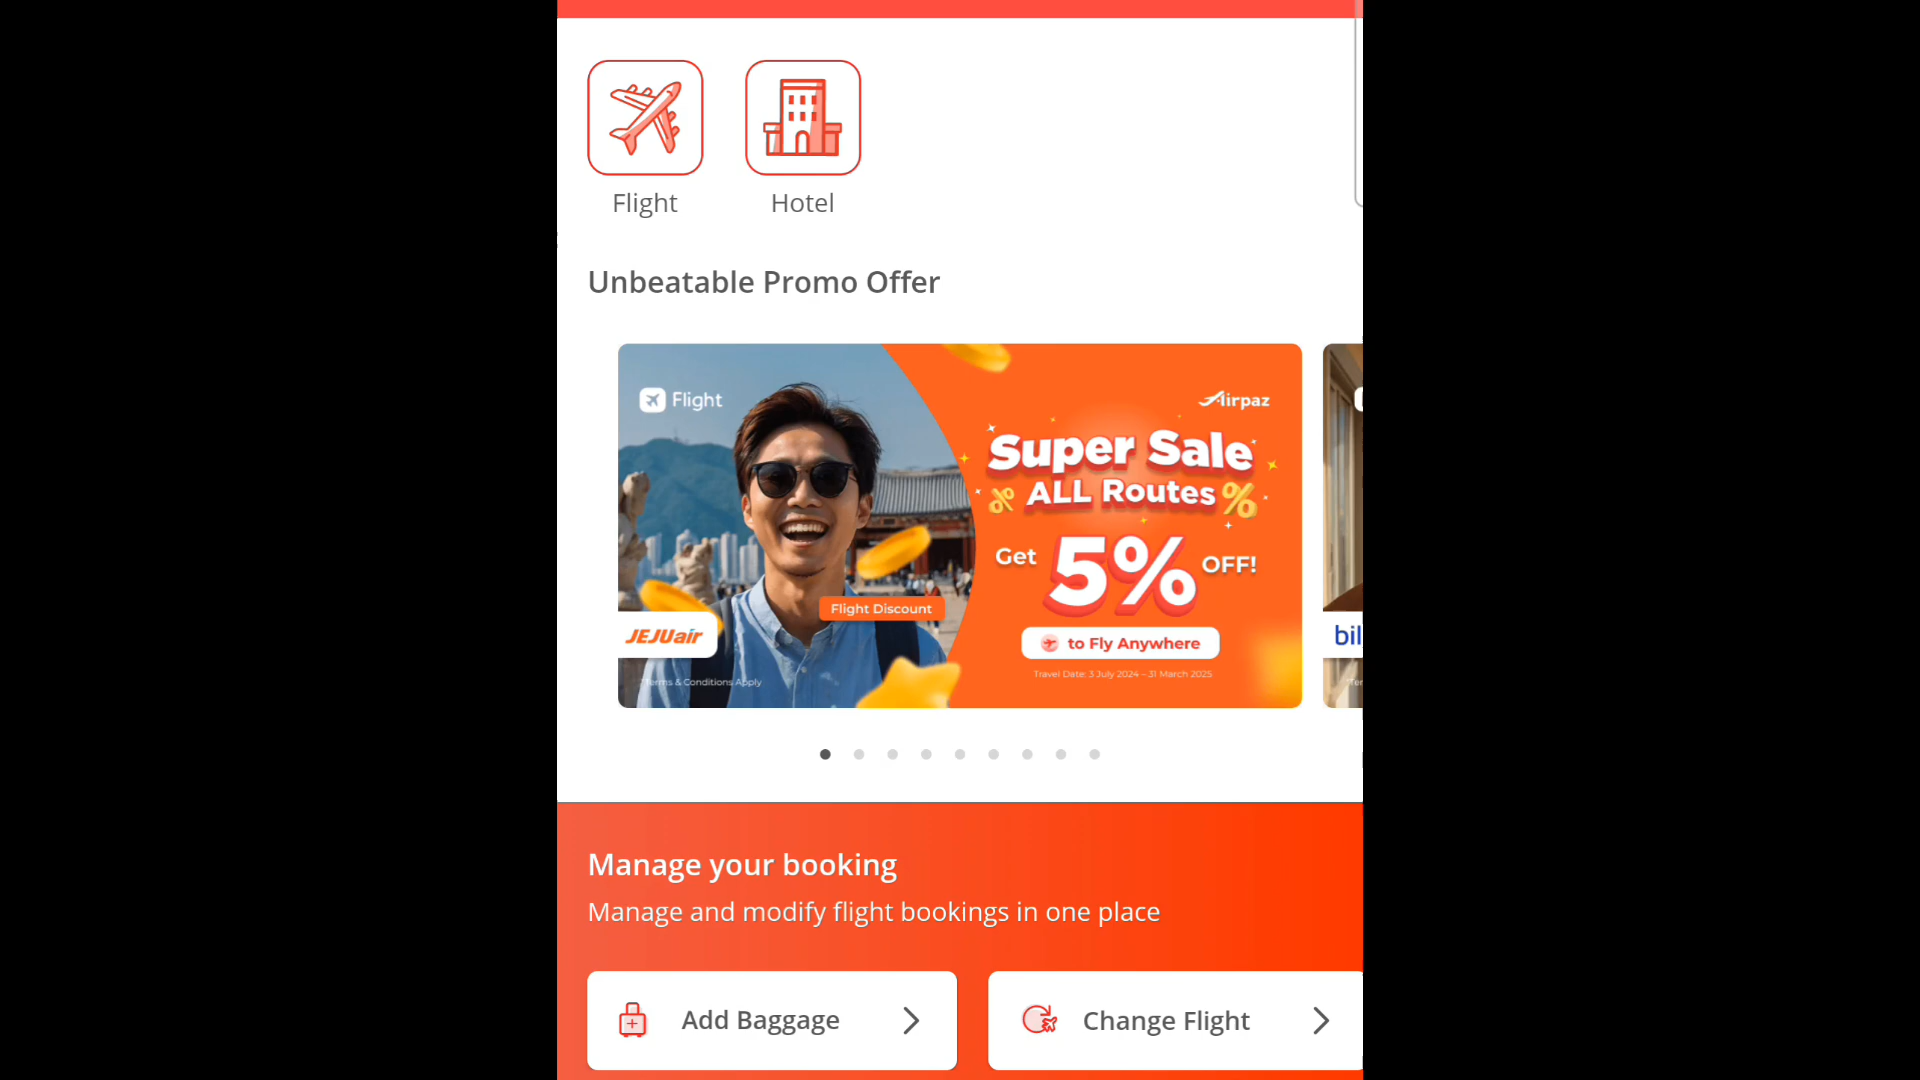 Flight
Hotel
Unbeatable Promo Offer
Flight
Airpaz
Super Sale
ALL Routes
Get 5% OFF!
Flight Discount
JEJUair
to Fly Anywhere
*Terms & Conditions Apply
Travel Date: 3 July 2024 – 31 March 2025
bil
Manage your booking
Manage and modify flight bookings in one place
Add Baggage
Change Flight